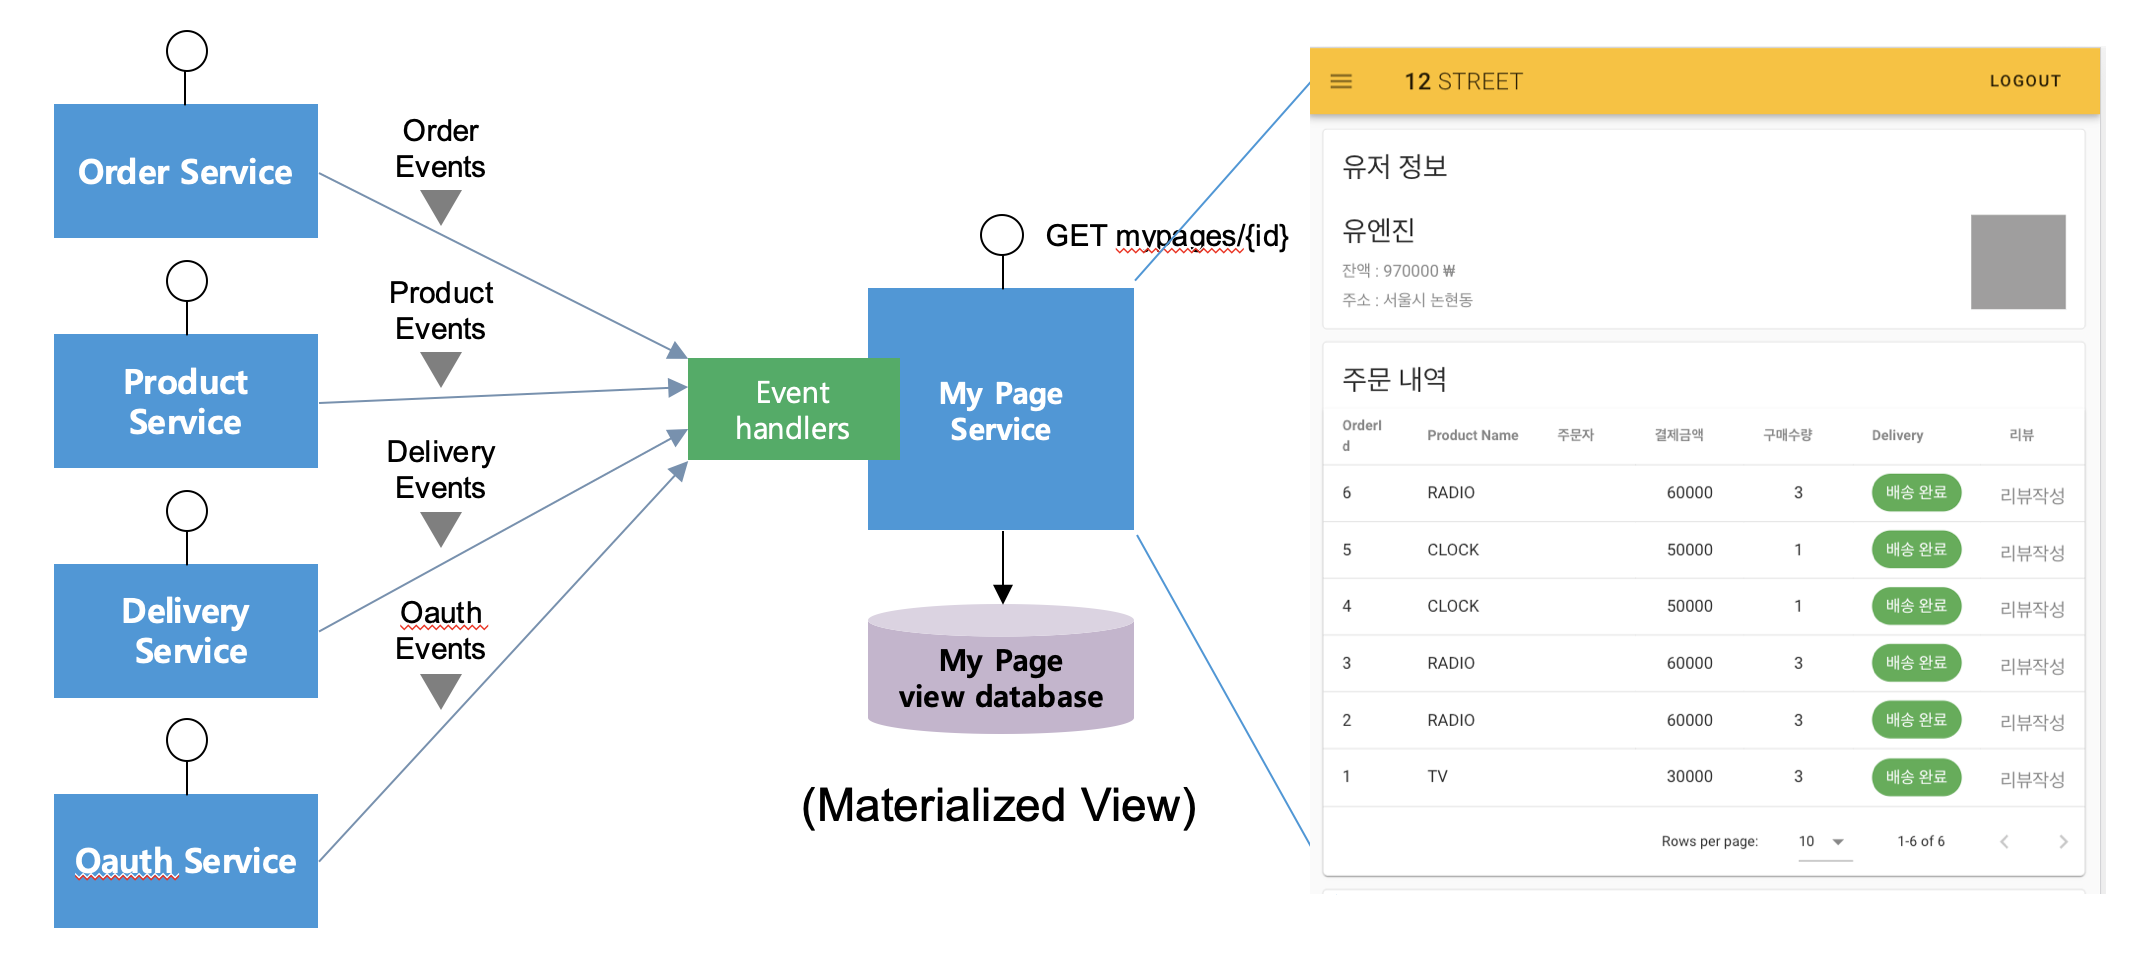 Order Service
Product
Service
Delivery
Service
Oauth Service
Order
Events
Product
Events
Delivery
Events
Oauth
Events
Event
handlers
GET mypages/{id}
My Page
Service
My Page
view database
(Materialized View)
12 STREET
LOGOUT
유저 정보
유엔진
잔액 : 970000 ₩
주소 : 서울시 논현동
주문 내역
OrderI
d
Product Name 주문자 결제금액 구매수량 Delivery 리뷰
6 RADIO 60000 3 배송 완료 리뷰작성
5 CLOCK 50000 1 배송 완료 리뷰작성
4 CLOCK 50000 1 배송 완료 리뷰작성
3 RADIO 60000 3 배송 완료 리뷰작성
2 RADIO 60000 3 배송 완료 리뷰작성
1 TV 30000 3 배송 완료 리뷰작성
Rows per page: 10 1-6 of 6